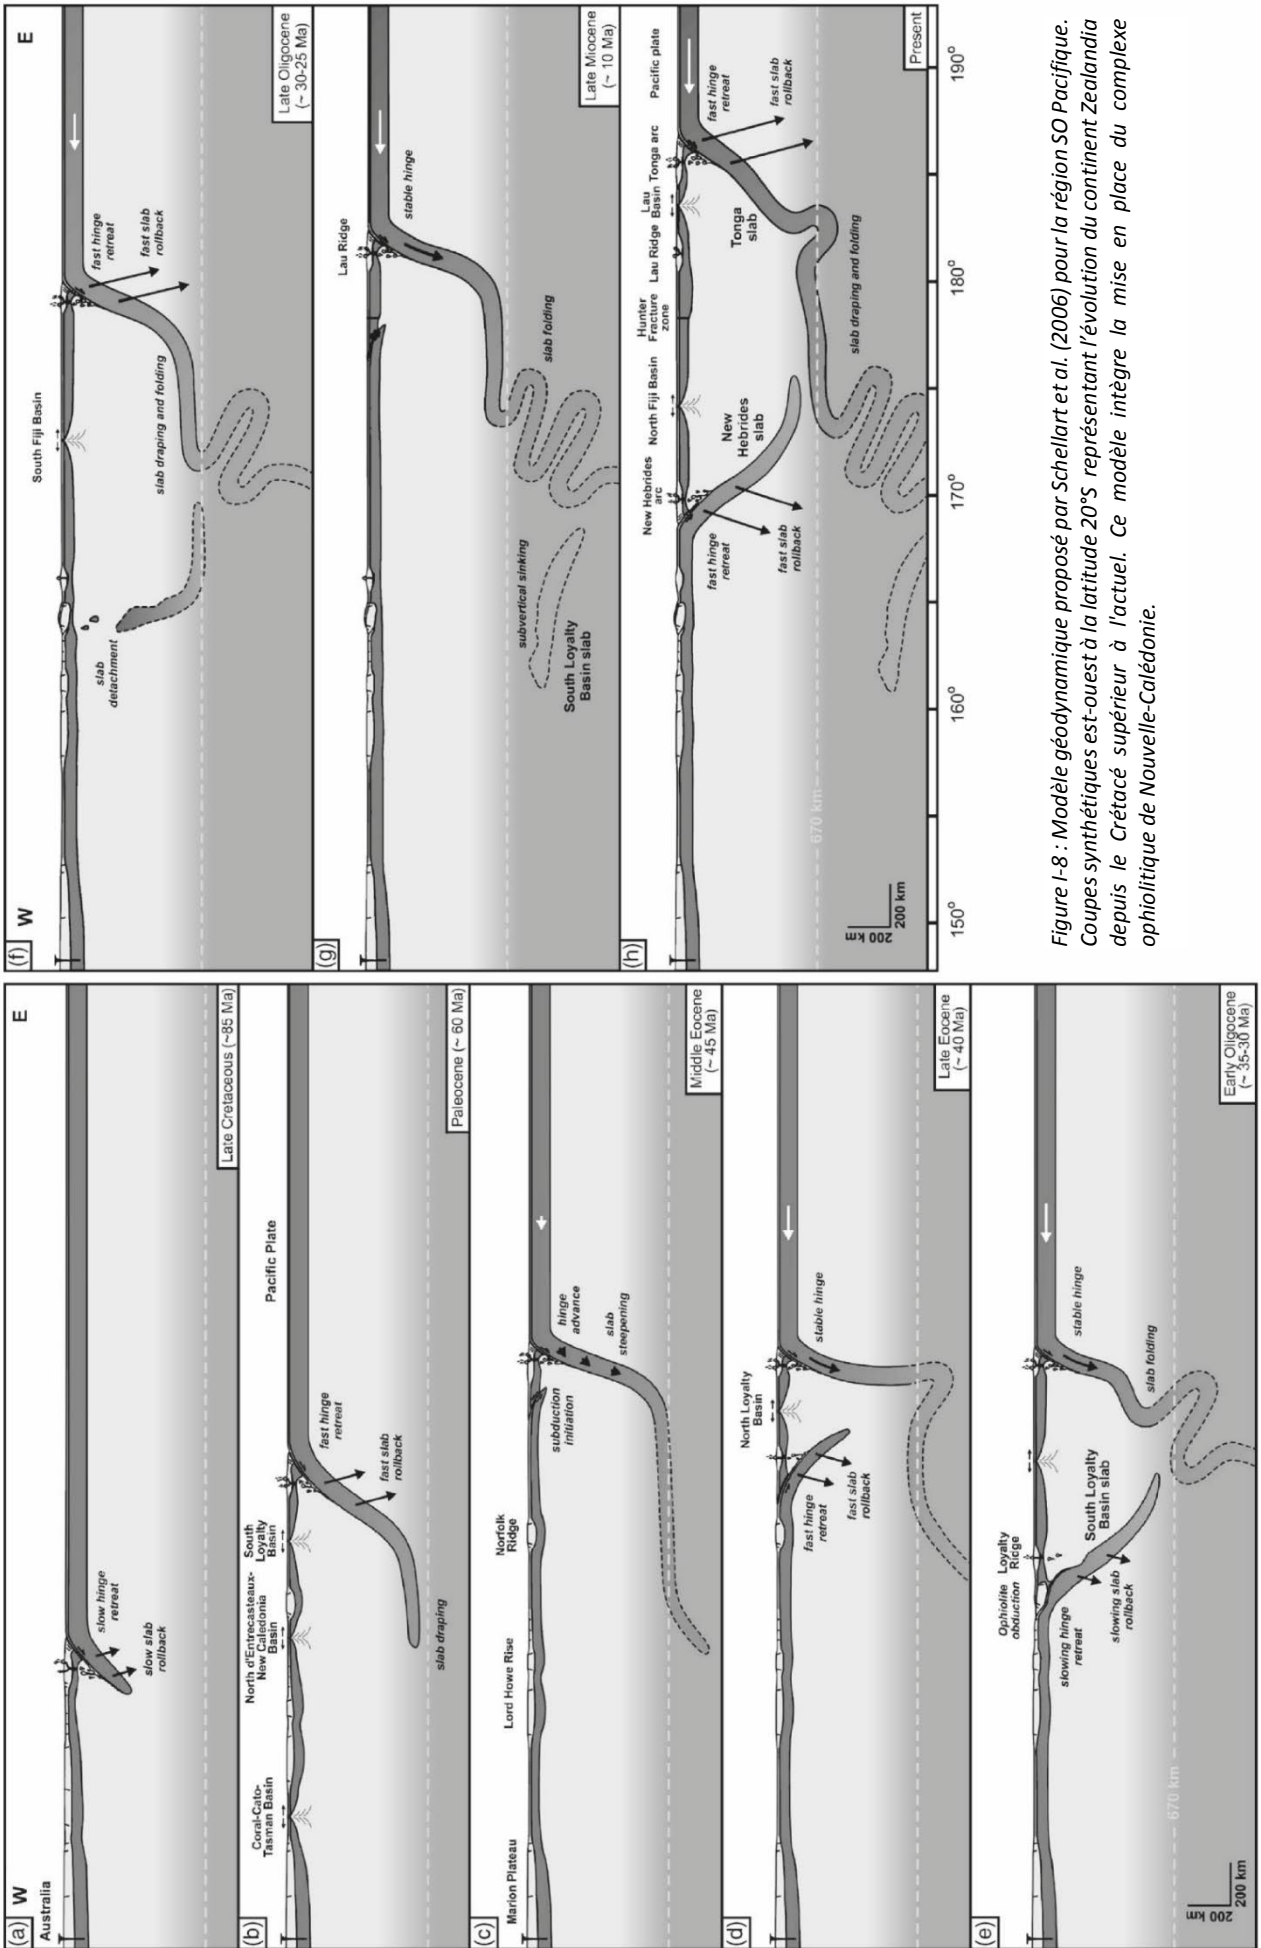 (a)
W
E
Australia
slow hinge
retreat
slow slab
rollback
Late Cretaceous (~85 Ma)
(b)
Coral-Cato-
Tasman Basin
North d'Entrecasteaux-
New Caledonia
Basin
South
Loyalty
Basin
Pacific Plate
fast hinge
retreat
fast slab
rollback
slab draping
Paleocene (~ 60 Ma)
(c)
Marion Plateau
Lord Howe Rise
Norfolk
Ridge
subduction
initiation
hinge
advance
slab
steepening
Middle Eocene
(~ 45 Ma)
(d)
North Loyalty
Basin
fast hinge
retreat
fast slab
rollback
stable hinge
Late Eocene
(~ 40 Ma)
(e)
Ophiolite
obduction
Loyalty
Ridge
South Loyalty
Basin slab
slowing hinge
retreat
slowing slab
rollback
stable hinge
slab folding
670 km
200 km
200 km
Early Oligocene
(~ 35-30 Ma)
(f)
W
E
South Fiji Basin
slab
detachment
slab draping and folding
fast hinge
retreat
fast slab
rollback
Late Oligocene
(~ 30-25 Ma)
(g)
Lau Ridge
stable hinge
subvertical sinking
South Loyalty
Basin slab
slab folding
Late Miocene
(~ 10 Ma)
(h)
New Hebrides
arc
North Fiji Basin
Hunter
Fracture
zone
Lau Ridge
Lau
Basin
Tonga arc
Pacific plate
fast hinge
retreat
fast slab
rollback
New
Hebrides
slab
Tonga
slab
fast hinge
retreat
fast slab
rollback
slab draping and folding
670 km
200 km
200 km
Present
150°
160°
170°
180°
190°
Figure I-8 : Modèle géodynamique proposé par Schellart et al. (2006) pour la région SO Pacifique.
Coupes synthétiques est-ouest à la latitude 20°S représentant l'évolution du continent Zealandia
depuis le Crétacé supérieur à l'actuel. Ce modèle intègre la mise en place du complexe
ophiolitique de Nouvelle-Calédonie.